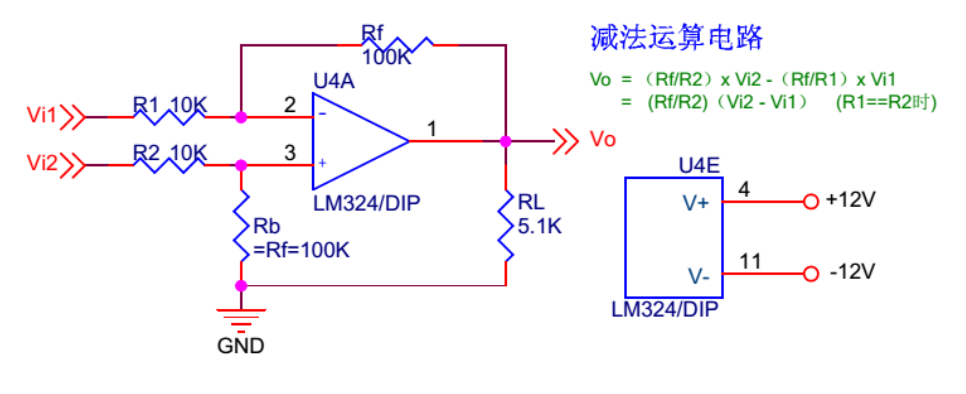 Rf
100K
减法运算电路
Vo = （Rf/R2）x Vi2 -（Rf/R1）x Vi1
= （Rf/R2）（Vi2 - Vi1） （R1==R2时）
U4A
Vi1
R1 10K
2
-
1
Vo
Vi2
R2 10K
3
+
LM324/DIP
Rb
=Rf=100K
RL
5.1K
GND
U4E
V+
4
+12V
V-
11
-12V
LM324/DIP